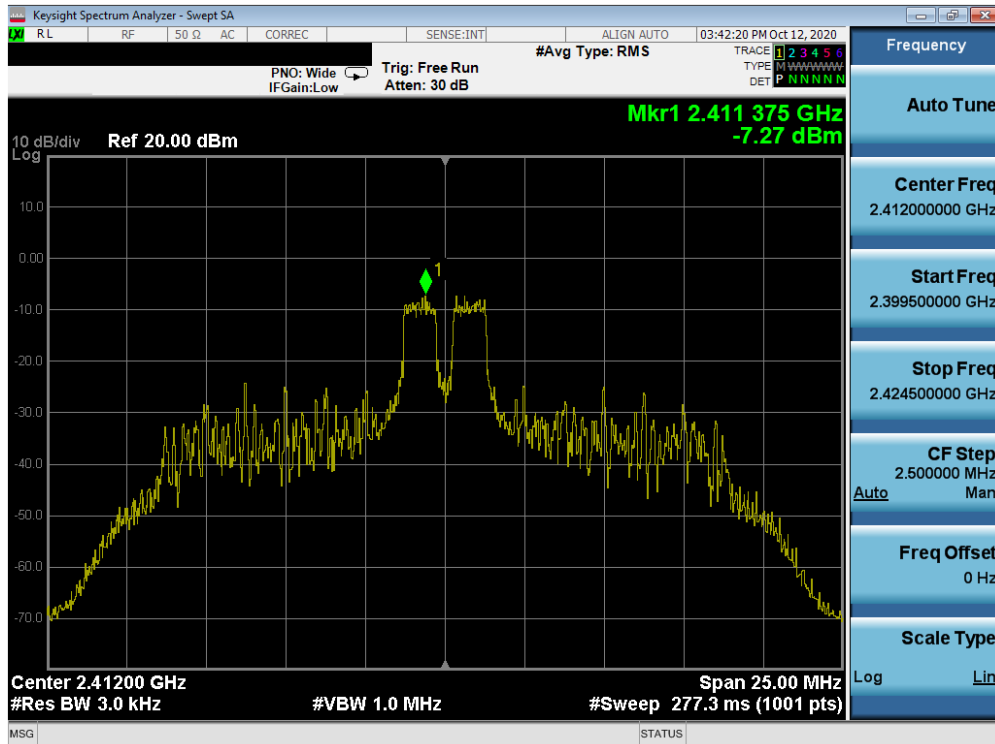 Keysight Spectrum Analyzer - Swept SA
LXI RL RF 50 Ω AC CORREC SENSE:INT ALIGN AUTO 03:42:20 PM Oct 12, 2020
#Avg Type: RMS
TRACE 1 2 3 4 5 6
TYPE M WWWWW
DET P N N N N N
PNO: Wide
IFGain:Low
Trig: Free Run
Atten: 30 dB
Mkr1 2.411 375 GHz
-7.27 dBm
10 dB/div
Log
Ref 20.00 dBm
10.0
0.00
-10.0
-20.0
-30.0
-40.0
-50.0
-60.0
-70.0
1
Center 2.41200 GHz
Span 25.00 MHz
#Res BW 3.0 kHz
#VBW 1.0 MHz
#Sweep 277.3 ms (1001 pts)
MSG
STATUS
Frequency
Auto Tune
Center Freq
2.412000000 GHz
Start Freq
2.399500000 GHz
Stop Freq
2.424500000 GHz
CF Step
2.500000 MHz
Auto Man
Freq Offset
0 Hz
Scale Type
Log Lin